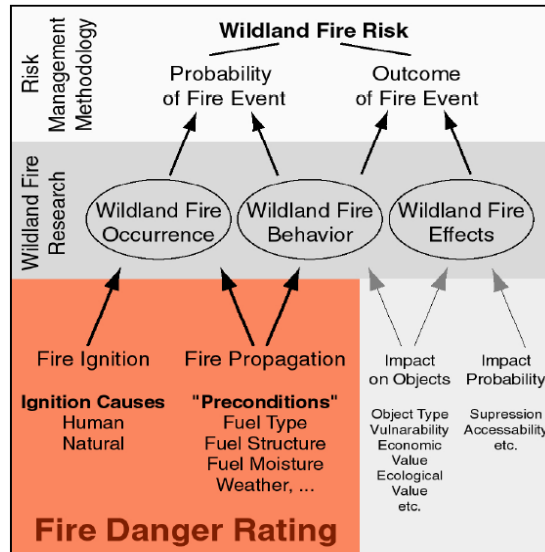 Risk
Management
Methodology
Wildland Fire Risk
Probability
of Fire Event
Outcome
of Fire Event
Wildland Fire
Research
Wildland Fire
Occurrence
Wildland Fire
Behavior
Wildland Fire
Effects
Fire Ignition
Ignition Causes
Human
Natural
Fire Propagation
"Preconditions"
Fuel Type
Fuel Structure
Fuel Moisture
Weather, ...
Impact
on Objects
Object Type
Vulnarability
Economic
Value
Ecological
Value
etc.
Impact
Probability
Supression
Accessability
etc.
Fire Danger Rating